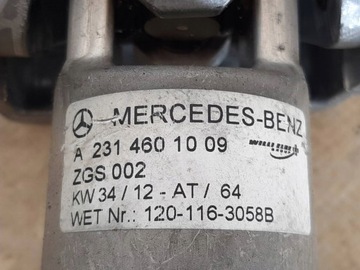 MERCEDES-BENZ
A 231 460 10 09
ZGS 002
KW 34 / 12 - AT / 64
WET Nr.: 120-116-3058B